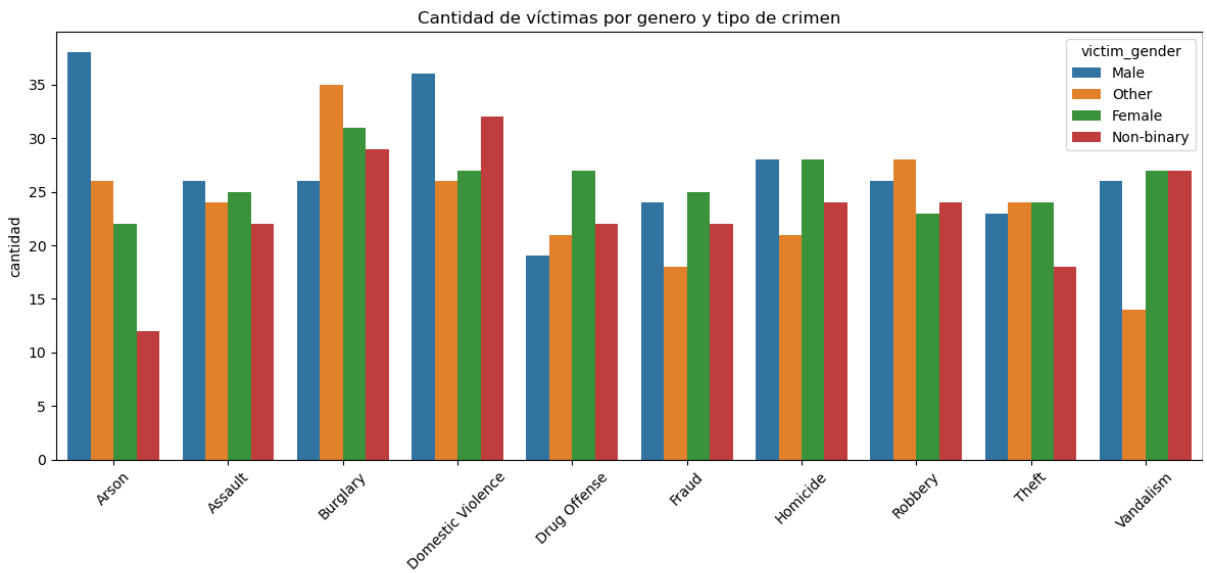 Cantidad de víctimas por genero y tipo de crimen
victim_gender
Male
Other
Female
Non-binary
cantidad
35
30
25
20
15
10
5
0
Arson
Assault
Burglary
Domestic Violence
Drug Offense
Fraud
Homicide
Robbery
Theft
Vandalism